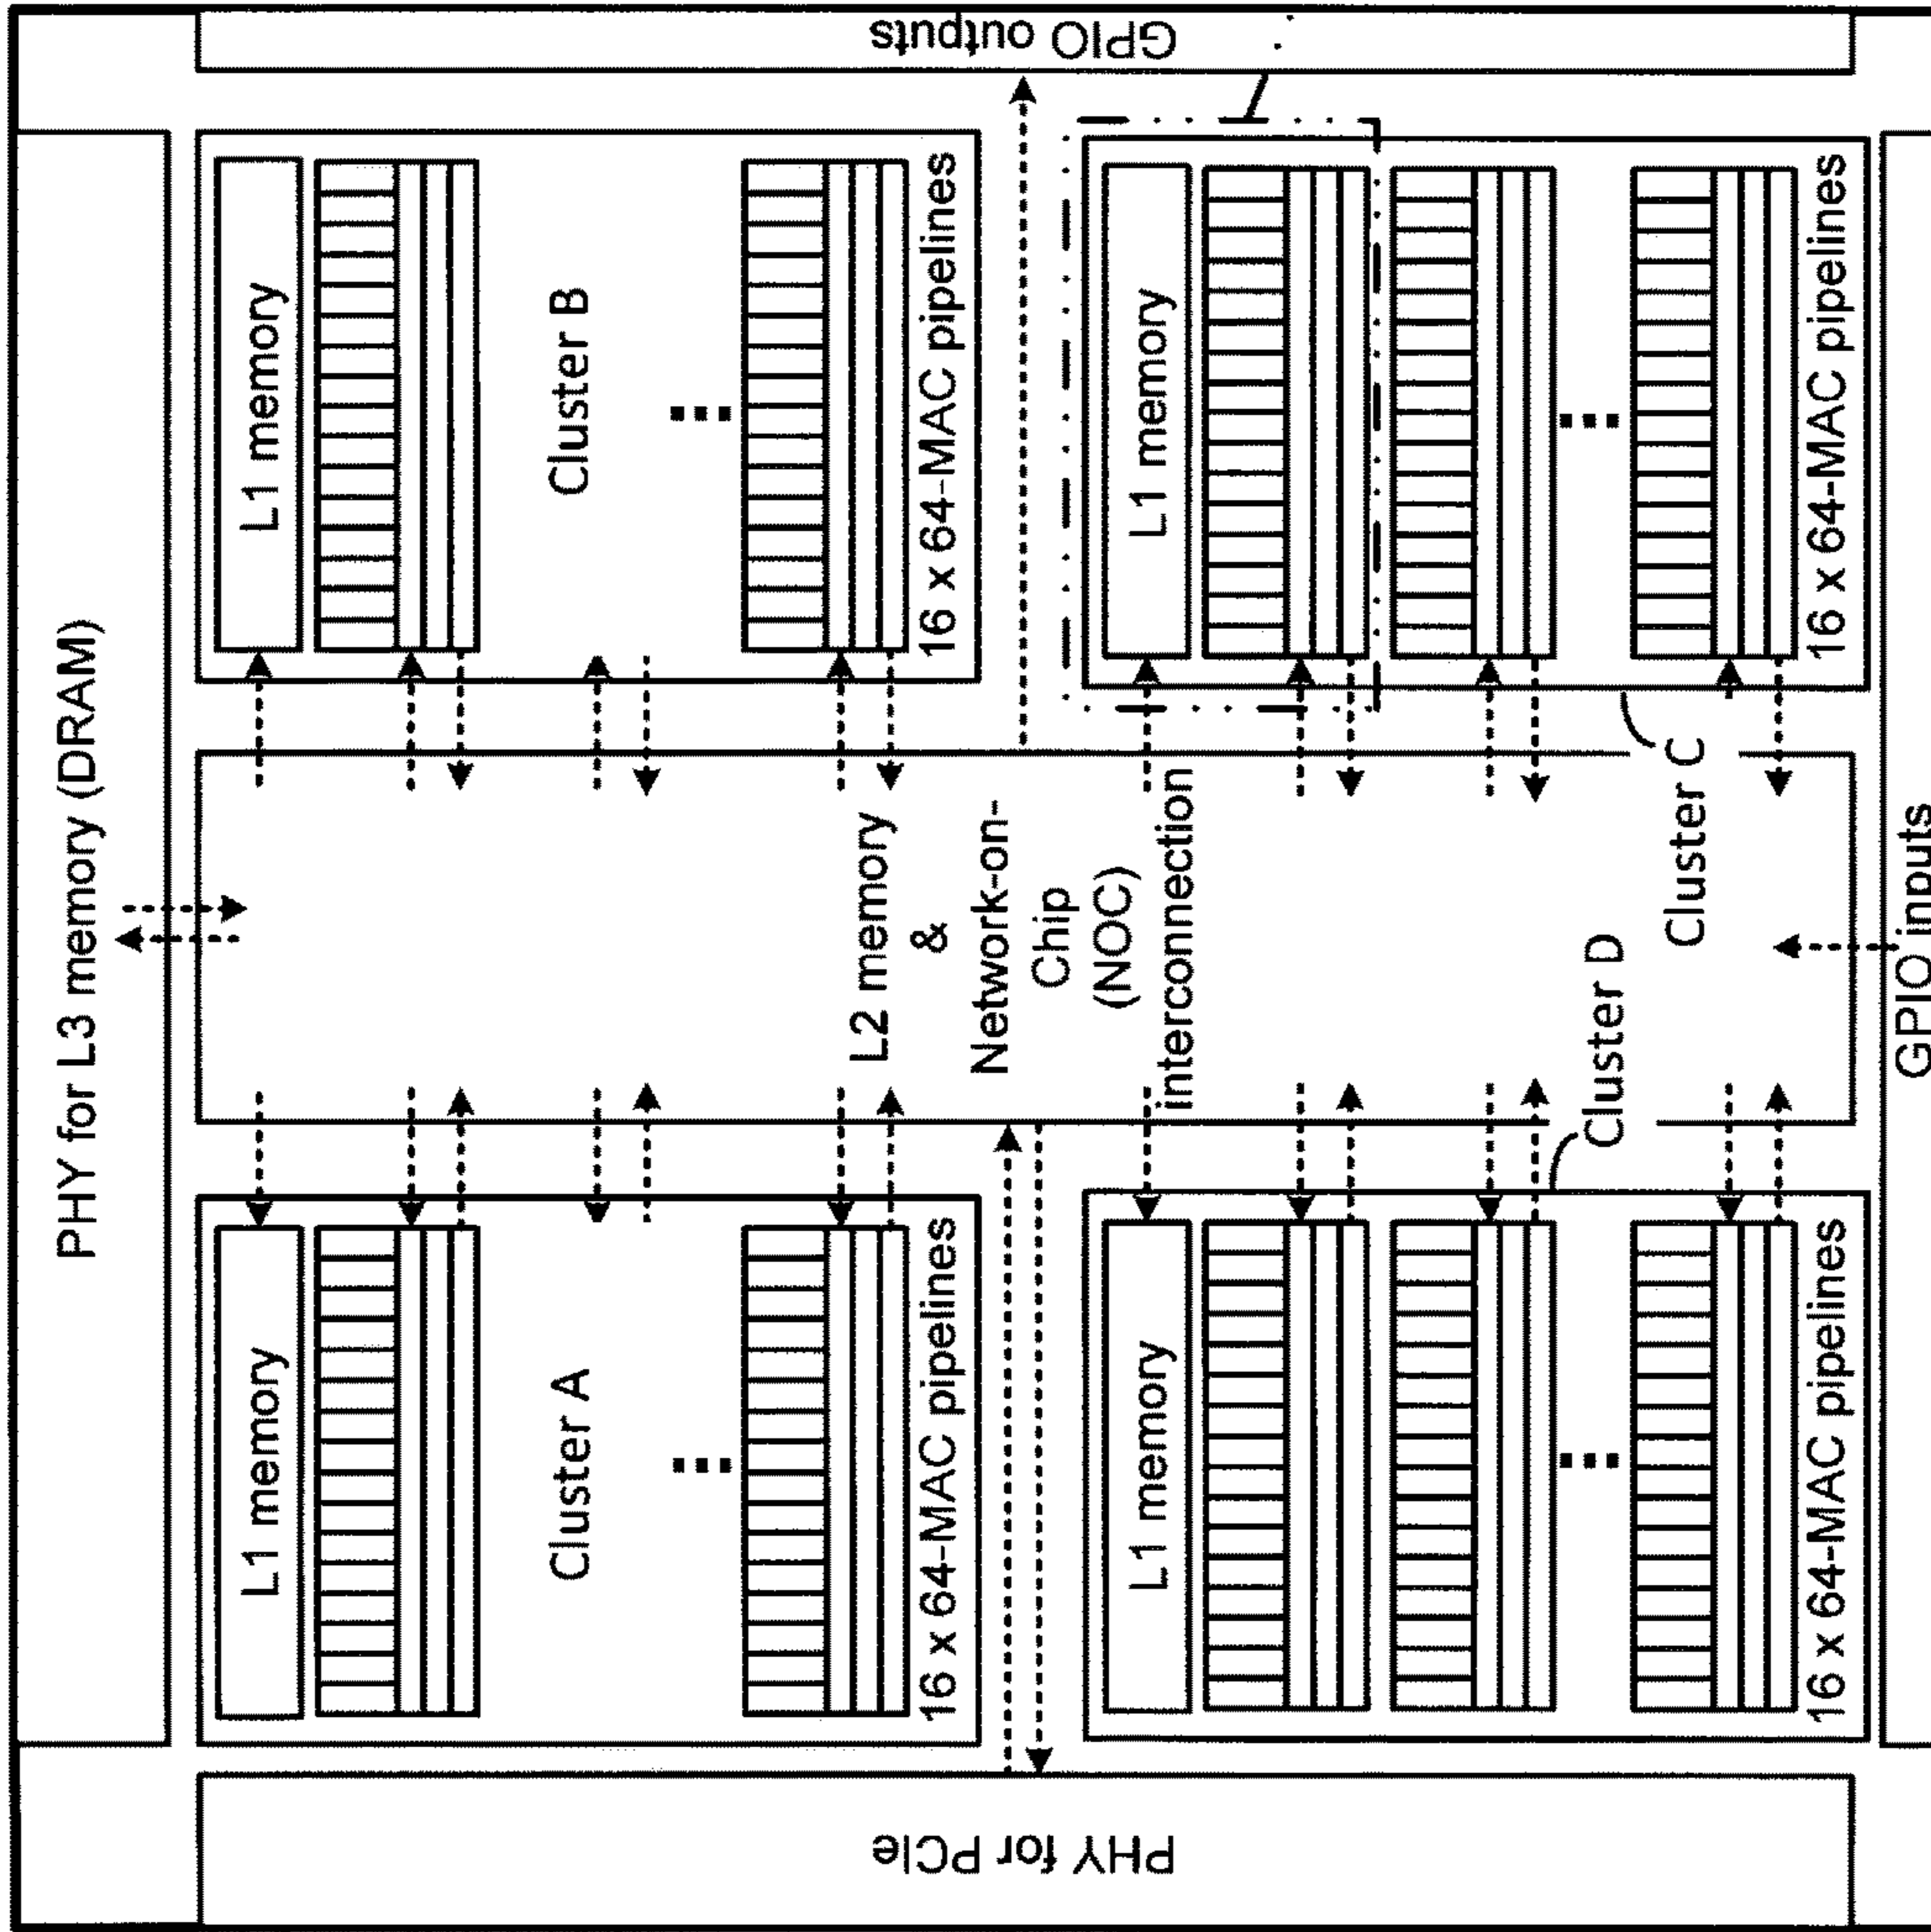 PHY for L3 memory (DRAM)
L1 memory
Cluster A
16 x 64-MAC pipelines
L1 memory
Cluster B
16 x 64-MAC pipelines
PHY for PCIe
L2 memory
&
Network-on-
Chip
(NOC)
interconnection
GPIO outputs
L1 memory
16 x 64-MAC pipelines
Cluster D
Cluster C
L1 memory
16 x 64-MAC pipelines
GPIO inputs